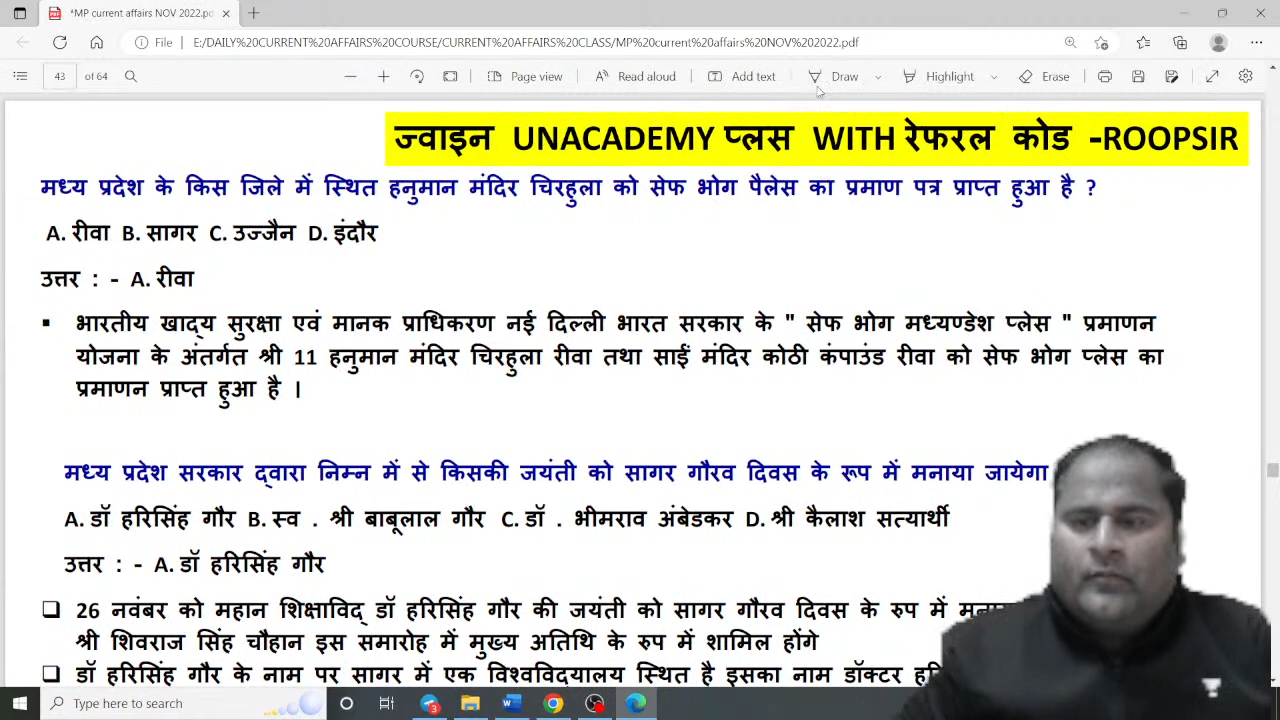 *MP current affairs NOV 2022.pd
File E:/DAILY%20CURRENT%20AFFAIRS%20COURSE/CURRENT%20AFFAIRS%20CLASS/MP%20current%20affairs%20NOV%202022.pdf
43 of 64 Page view Read aloud Add text Draw Highlight Erase
ज्वाइन UNACADEMY प्लस WITH रेफरल कोड -ROOPSIR
मध्य प्रदेश के किस जिले में स्थित हनुमान मंदिर चिरहुला को सेफ भोग पैलेस का प्रमाण पत्र प्राप्त हुआ है ?
A. रीवा B. सागर C. उज्जैन D. इंदौर
उत्तर : - A. रीवा
▪ भारतीय खाद्य सुरक्षा एवं मानक प्राधिकरण नई दिल्ली भारत सरकार के " सेफ भोग मध्यण्डेश प्लेस " प्रमाणन
योजना के अंतर्गत श्री 11 हनुमान मंदिर चिरहुला रीवा तथा साईं मंदिर कोठी कंपाउंड रीवा को सेफ भोग प्लेस का
प्रमाणन प्राप्त हुआ है ।
मध्य प्रदेश सरकार द्वारा निम्न में से किसकी जयंती को सागर गौरव दिवस के रूप में मनाया जायेगा
A. डॉ हरिसिंह गौर B. स्व . श्री बाबूलाल गौर C. डॉ . भीमराव अंबेडकर D. श्री कैलाश सत्यार्थी
उत्तर : - A. डॉ हरिसिंह गौर
❑ 26 नवंबर को महान शिक्षाविद् डॉ हरिसिंह गौर की जयंती को सागर गौरव दिवस के रुप में
श्री शिवराज सिंह चौहान इस समारोह में मुख्य अतिथि के रुप में शामिल होंगे
❑ डॉ हरिसिंह गौर के नाम पर सागर में एक विश्वविद्यालय स्थित है इसका नाम डॉक्टर
Type here to search 3